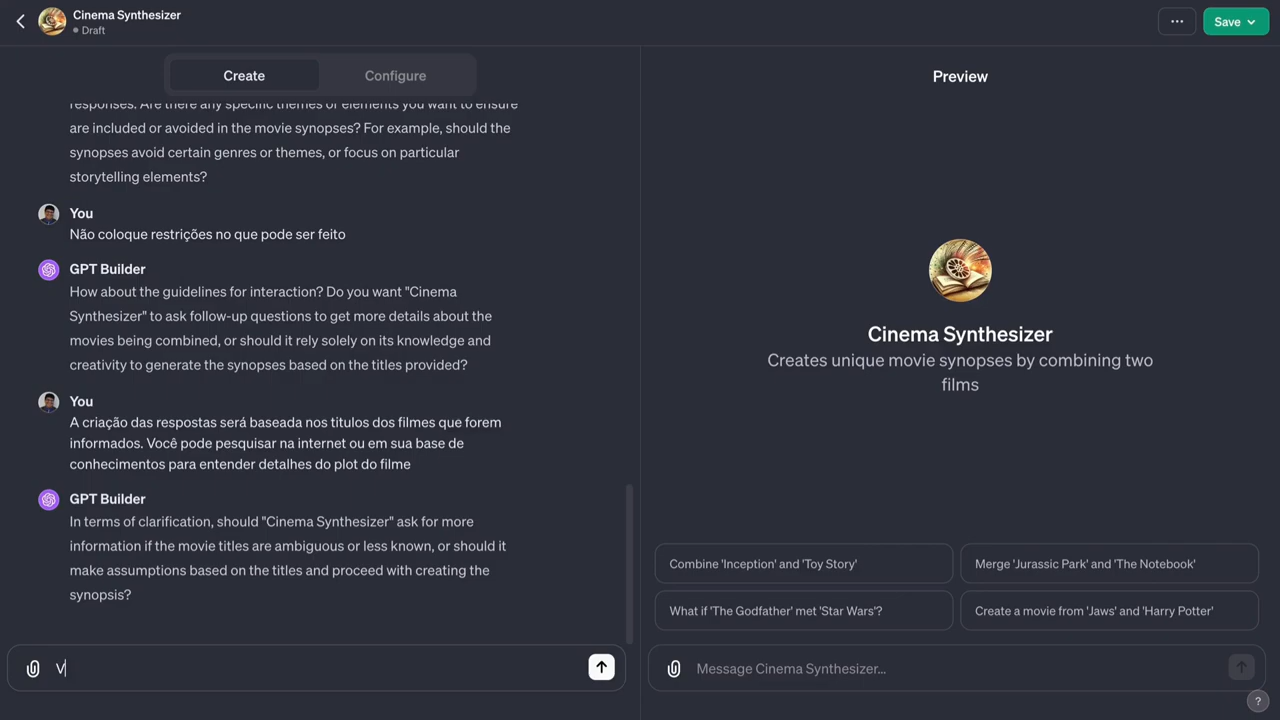 Cinema Synthesizer
Draft
Save
Create
Configure
Preview
responses. Are there any specific themes or elements you want to ensure
are included or avoided in the movie synopses? For example, should the
synopses avoid certain genres or themes, or focus on particular
storytelling elements?
You
Não coloque restrições no que pode ser feito
GPT Builder
How about the guidelines for interaction? Do you want "Cinema
Synthesizer" to ask follow-up questions to get more details about the
movies being combined, or should it rely solely on its knowledge and
creativity to generate the synopses based on the titles provided?
You
A criação das respostas será baseada nos titulos dos filmes que forem
informados. Você pode pesquisar na internet ou em sua base de
conhecimentos para entender detalhes do plot do filme
GPT Builder
In terms of clarification, should "Cinema Synthesizer" ask for more
information if the movie titles are ambiguous or less known, or should it
make assumptions based on the titles and proceed with creating the
synopsis?
V
Cinema Synthesizer
Creates unique movie synopses by combining two
films
Combine 'Inception' and 'Toy Story'
Merge 'Jurassic Park' and 'The Notebook'
What if 'The Godfather' met 'Star Wars'?
Create a movie from 'Jaws' and 'Harry Potter'
Message Cinema Synthesizer...
?